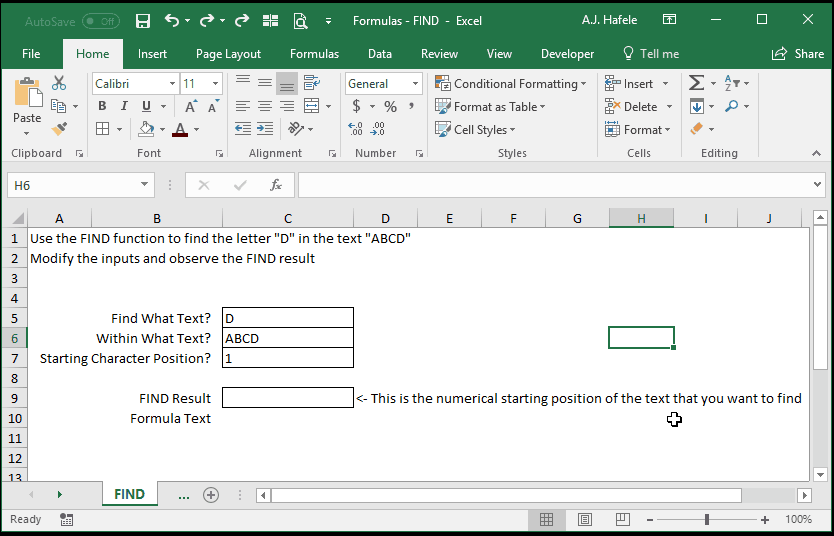 AutoSave Off Formulas - FIND - Excel A.J. Hafele
File Home Insert Page Layout Formulas Data Review View Developer Tell me Share
Paste Calibri 11 General Conditional Formatting Insert
B I U A A $ % , Format as Table Delete
A .00 .0 Cell Styles Format
Clipboard Font Alignment Number Styles Cells Editing
H6 fx
A B C D E F G H I J
1 Use the FIND function to find the letter "D" in the text "ABCD"
2 Modify the inputs and observe the FIND result
3
4
5 Find What Text? D
6 Within What Text? ABCD
7 Starting Character Position? 1
8
9 FIND Result <- This is the numerical starting position of the text that you want to find
10 Formula Text
11
12
13
FIND ...
Ready 100%